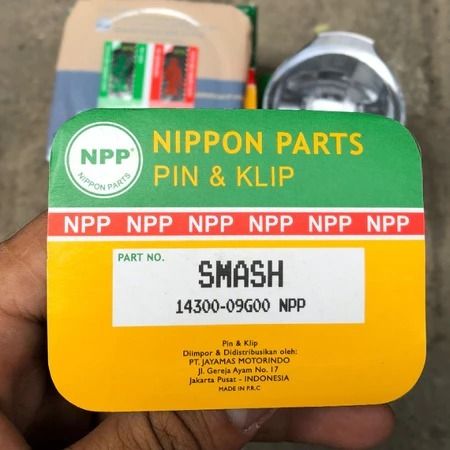 NPP®
NIPPON PARTS
NIPPON PARTS
PIN & KLIP
NPP NPP NPP NPP NPP NPP
PART NO.
SMASH
14300-09G00 NPP
Pin & Klip
Diimpor & Didistribusikan oleh:
PT. JAYAMAS MOTORINDO
Jl. Gereja Ayam No. 17
Jakarta Pusat - INDONESIA
MADE IN P.R.C